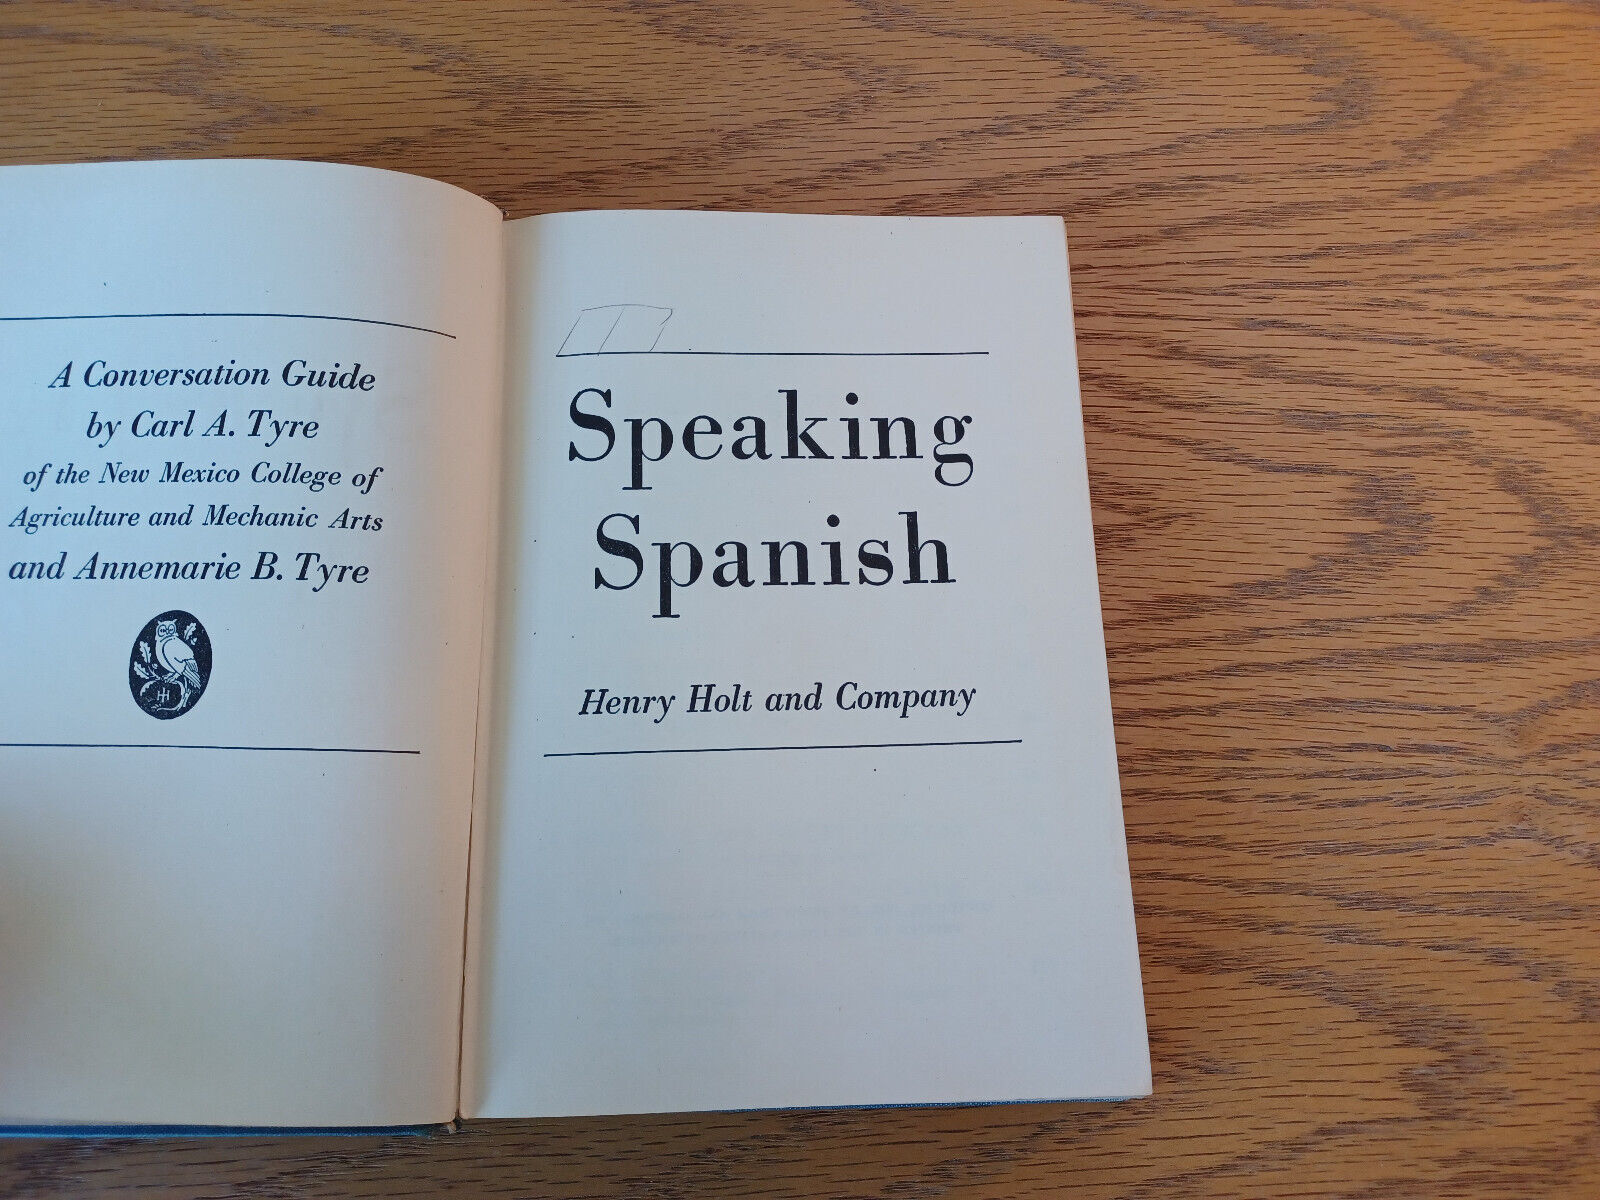 A Conversation Guide
by Carl A. Tyre
of the New Mexico College of
Agriculture and Mechanic Arts
and Annemarie B. Tyre
HH
Speaking
Spanish
Henry Holt and Company